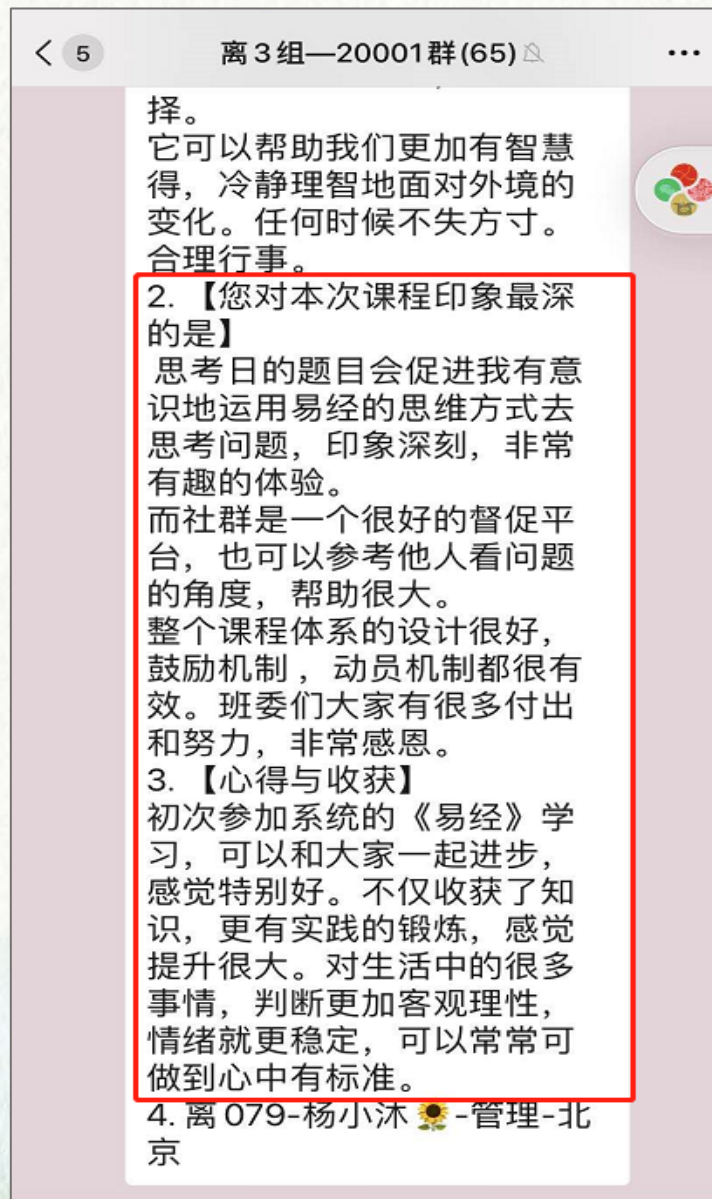 5
离3组—20001群(65)
择。
它可以帮助我们更加有智慧
得，冷静理智地面对外境的
变化。任何时候不失方寸。
合理行事。
2. 【您对本次课程印象最深
的是】
思考日的题目会促进我有意
识地运用易经的思维方式去
思考问题，印象深刻，非常
有趣的体验。
而社群是一个很好的督促平
台，也可以参考他人看问题
的角度，帮助很大。
整个课程体系的设计很好，
鼓励机制，动员机制都很有
效。班委们大家有很多付出
和努力，非常感恩。
3. 【心得与收获】
初次参加系统的《易经》学
习，可以和大家一起进步，
感觉特别好。不仅收获了知
识，更有实践的锻炼，感觉
提升很大。对生活中的很多
事情，判断更加客观理性，
情绪就更稳定，可以常常可
做到心中有标准。
4. 离079-杨小沐🌻-管理-北
京